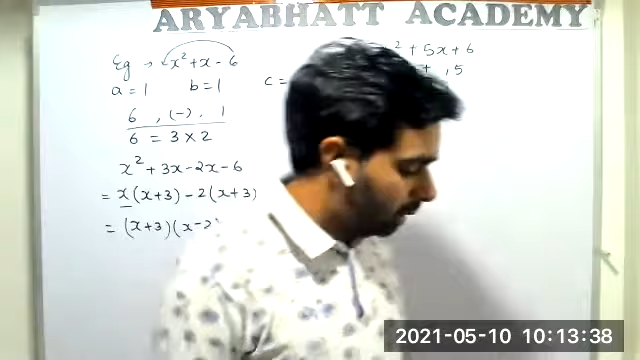 ARYABHATT ACADEMY
Eg → x² + x - 6
a = 1 b = 1 c =
6 , (-) , 1
6 = 3 × 2
x² + 3x - 2x - 6
= x (x+3) - 2 (x+3)
= (x+3) (x-2)
² + 5x + 6
+ , 5
2021-05-10 10:13:38